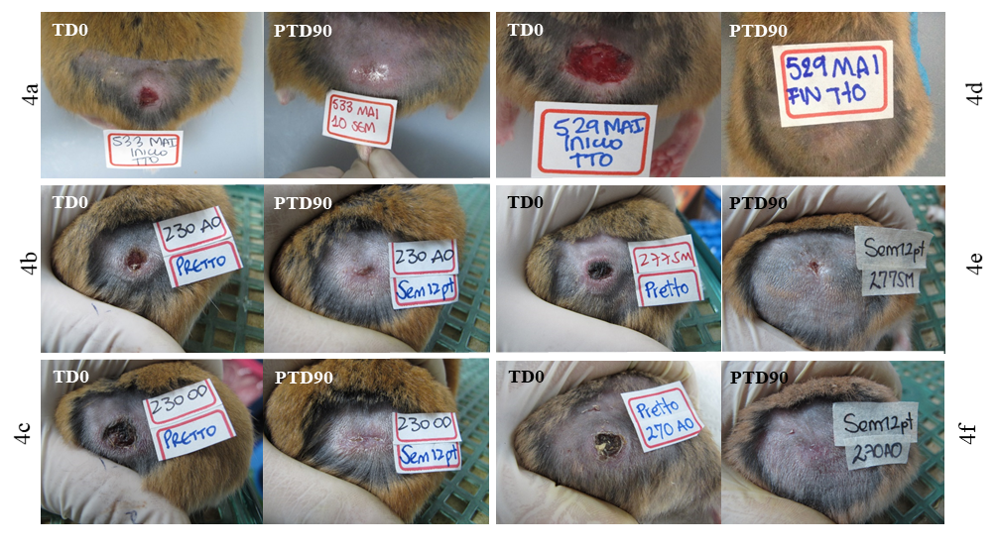 4a
TD0
533 MAI
INICIO
TTO
PTD90
533 MAI
10 SEM
TD0
529 MAI
INICIO
TTO
PTD90
529 MAI
FIN TTO
4d
4b
TD0
230 AO
PRETTO
PTD90
230 AO
Sem12pt
TD0
277SM
Pretto
PTD90
Sem12pt
277SM
4e
4c
TD0
230 OD
PRETTO
PTD90
230 OD
Sem12pt
TD0
Pretto
270 AO
PTD90
Sem12pt
270AO
4f